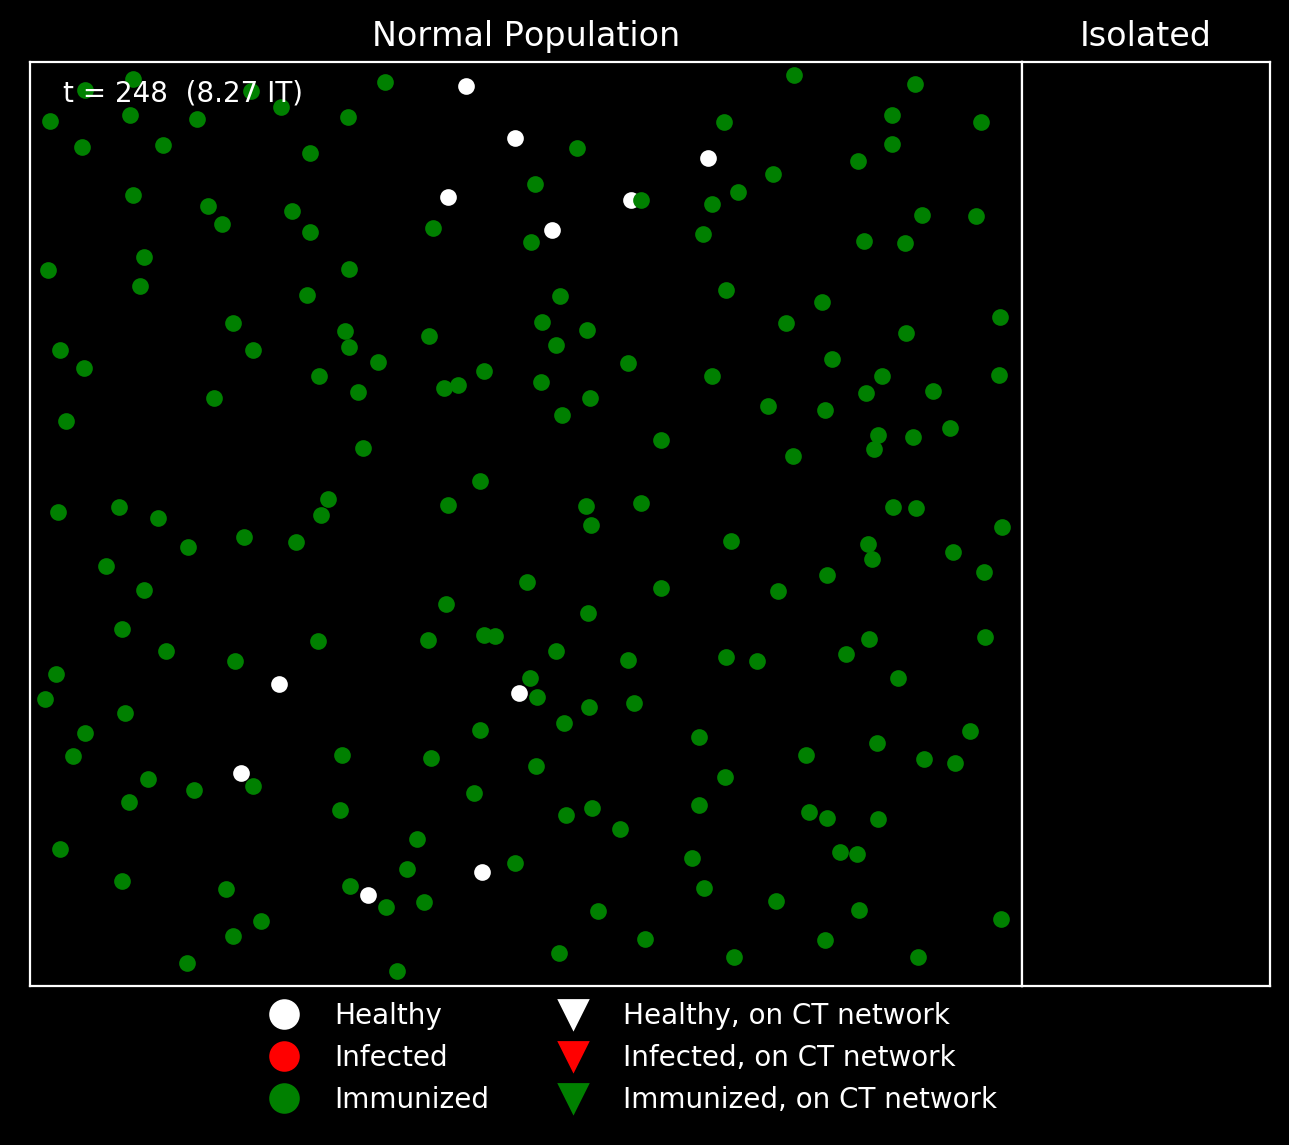 Normal Population
Isolated
t = 248  (8.27 IT)
Healthy
Healthy, on CT network
Infected
Infected, on CT network
Immunized
Immunized, on CT network